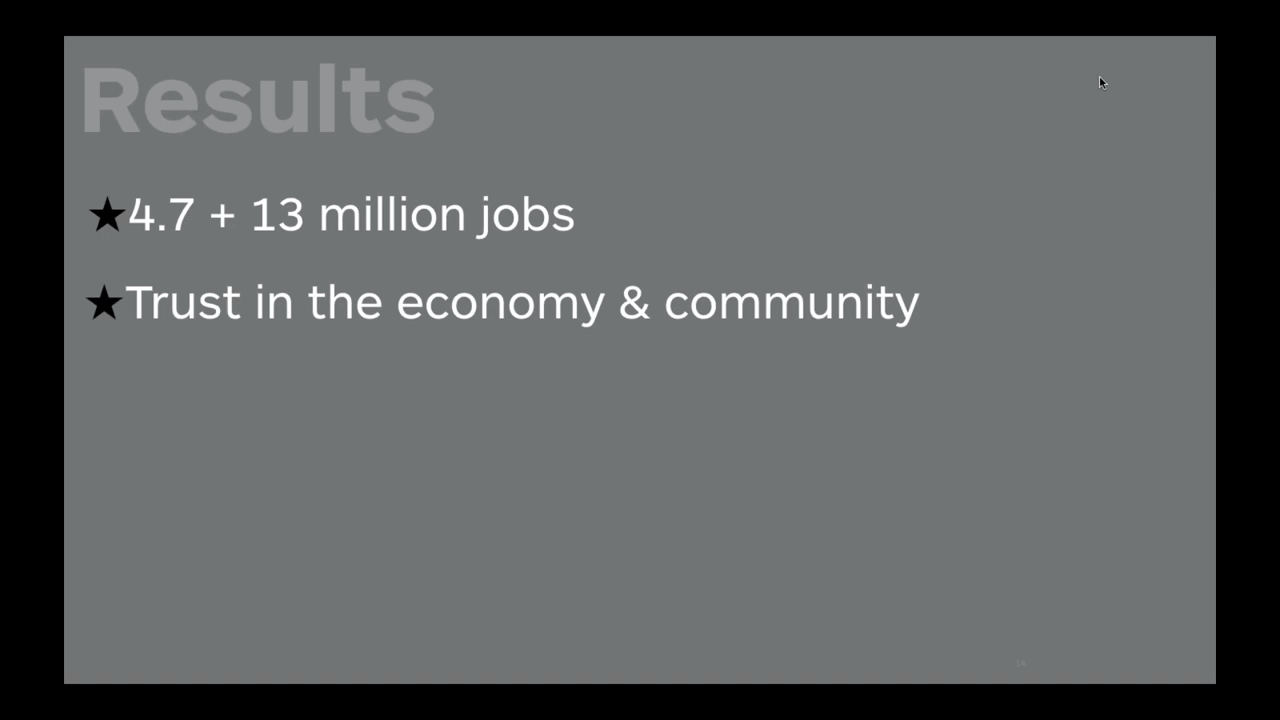 Results
★4.7 + 13 million jobs
★Trust in the economy & community